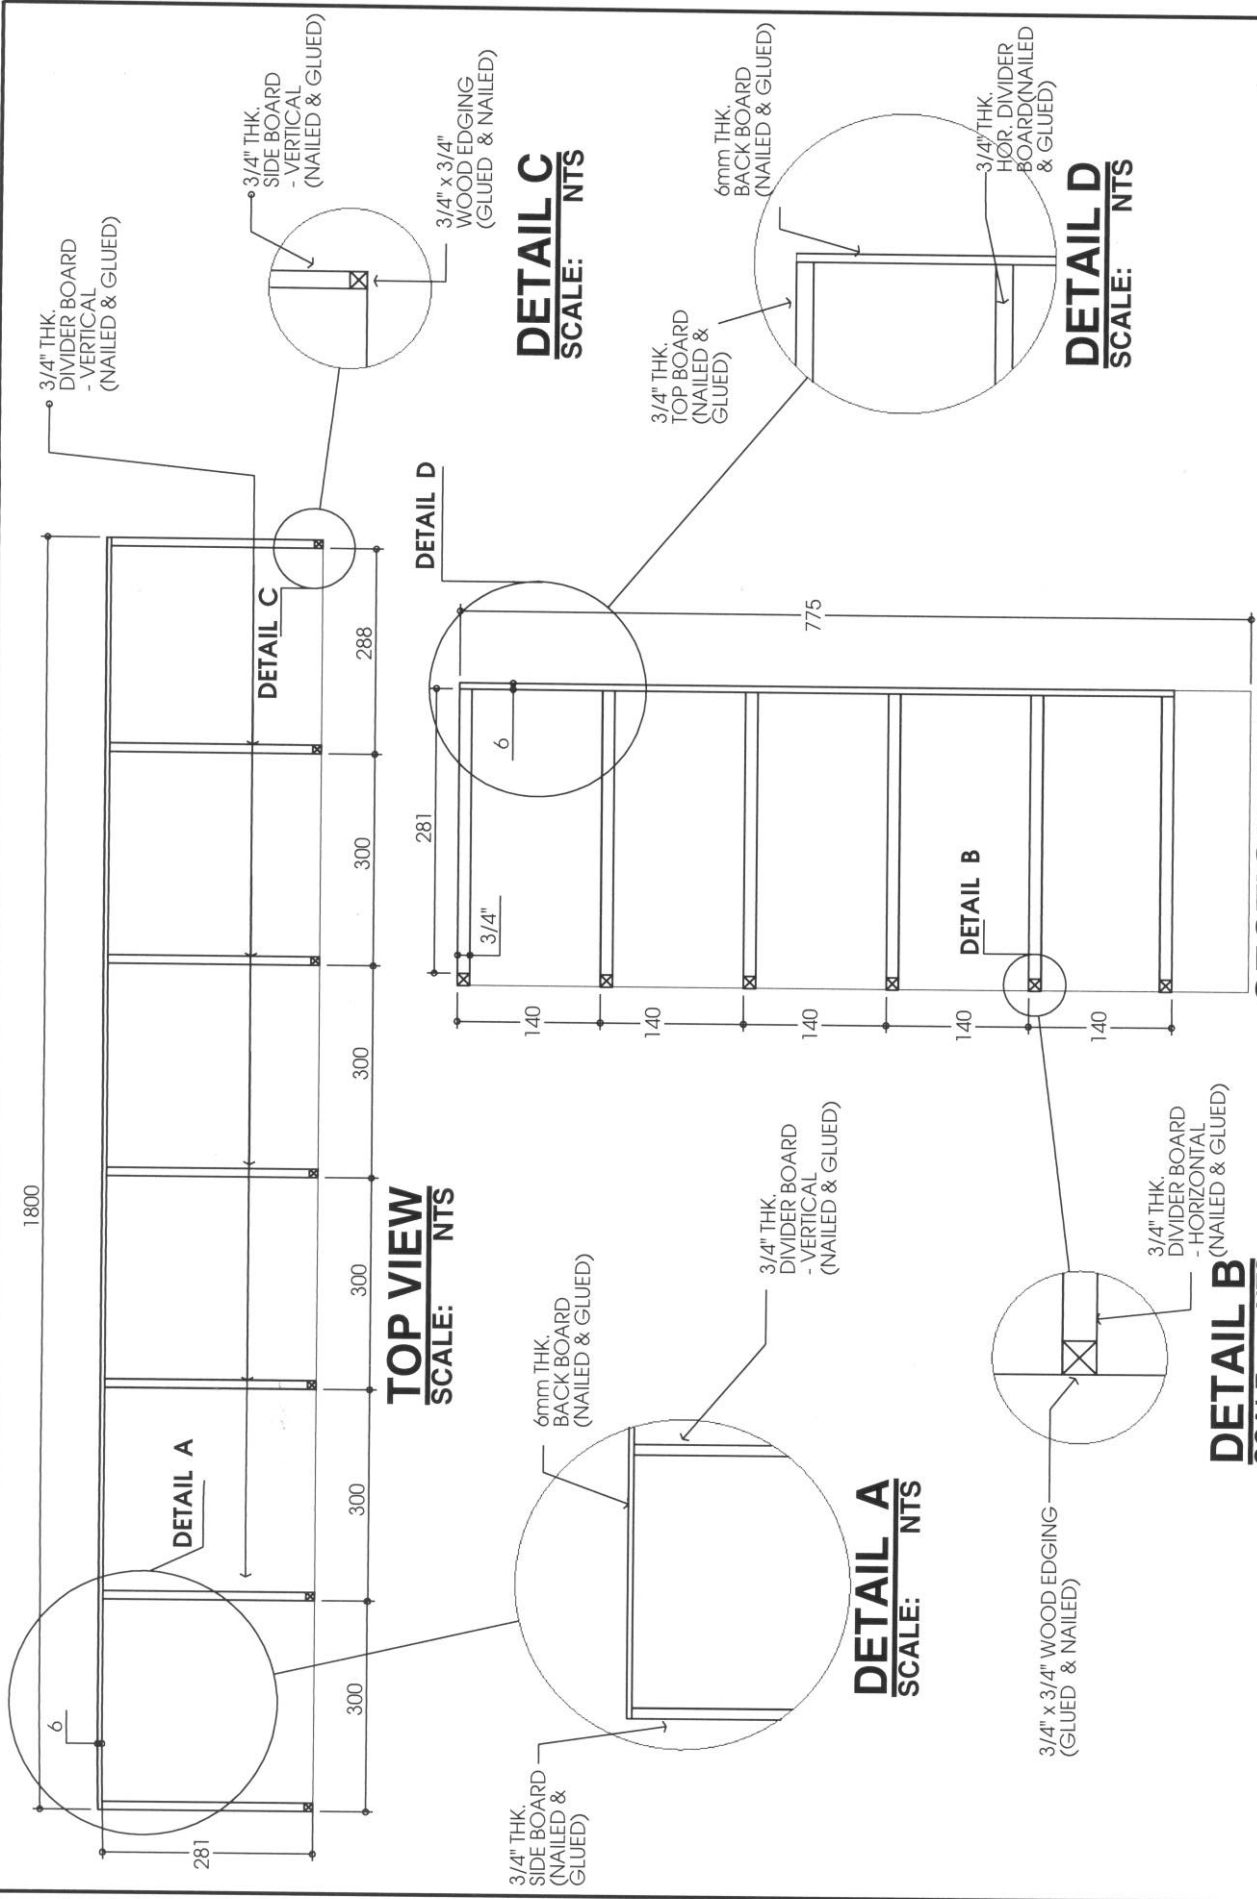 1800
6
281
DETAIL A
3/4" THK.
DIVIDER BOARD
- VERTICAL
(NAILED & GLUED)
DETAIL C
300
300
300
300
300
288
3/4" THK.
SIDE BOARD
- VERTICAL
(NAILED & GLUED)
3/4" x 3/4"
WOOD EDGING
(GLUED & NAILED)
TOP VIEW
SCALE: NTS
DETAIL C
SCALE: NTS
3/4" THK.
SIDE BOARD
(NAILED &
GLUED)
6mm THK.
BACK BOARD
(NAILED & GLUED)
3/4" THK.
DIVIDER BOARD
- VERTICAL
(NAILED & GLUED)
DETAIL A
SCALE: NTS
DETAIL D
281
6
3/4"
775
140
140
140
140
140
DETAIL B
3/4" THK.
TOP BOARD
(NAILED &
GLUED)
6mm THK.
BACK BOARD
(NAILED & GLUED)
3/4" THK.
HOR. DIVIDER
BOARD(NAILED
& GLUED)
DETAIL D
SCALE: NTS
3/4" x 3/4" WOOD EDGING
(GLUED & NAILED)
3/4" THK.
DIVIDER BOARD
- HORIZONTAL
(NAILED & GLUED)
DETAIL B